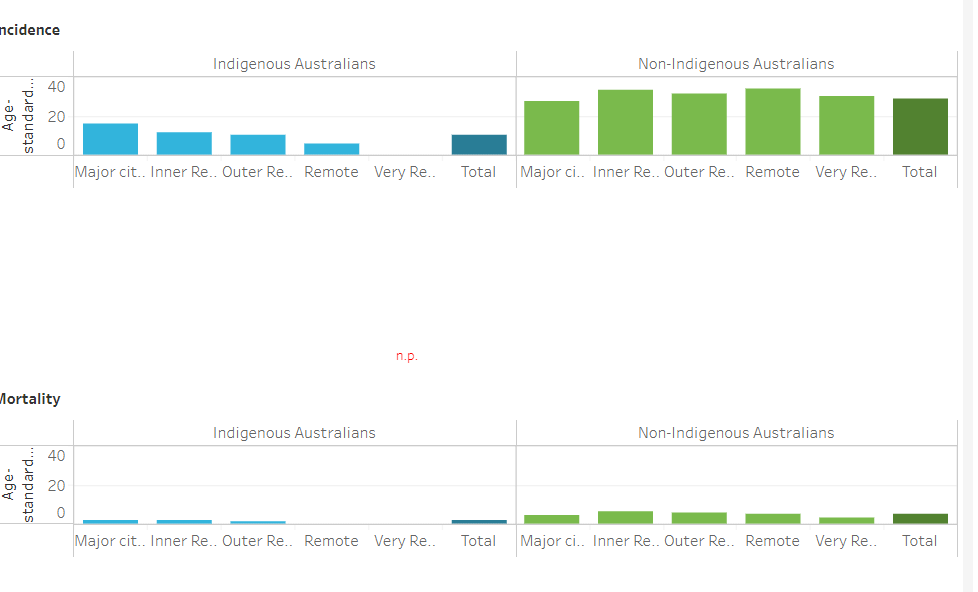 ncidence
Indigenous Australians Non-Indigenous Australians
Age-
standard...
40
20
0
Major cit.. Inner Re.. Outer Re.. Remote Very Re.. Total Major ci.. Inner Re.. Outer Re.. Remote Very Re.. Total
n.p.
Mortality
Indigenous Australians Non-Indigenous Australians
Age-
standard...
40
20
0
Major cit.. Inner Re.. Outer Re.. Remote Very Re.. Total Major ci.. Inner Re.. Outer Re.. Remote Very Re.. Total